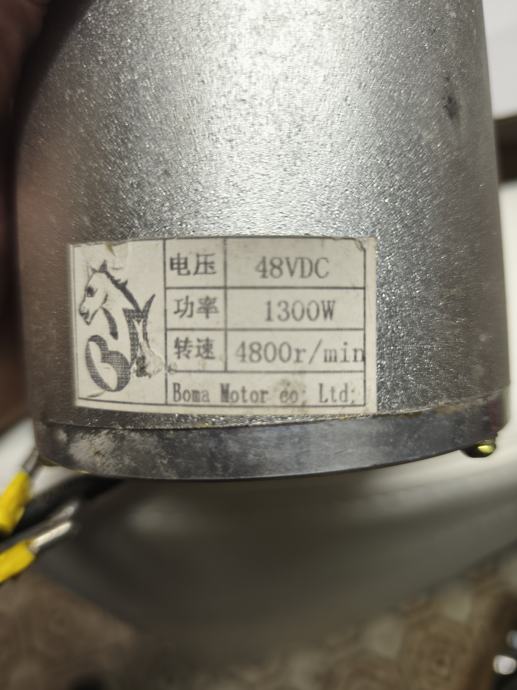 电压 48VDC
功率 1300W
转速 4800r/min
Boma Motor co; Ltd;